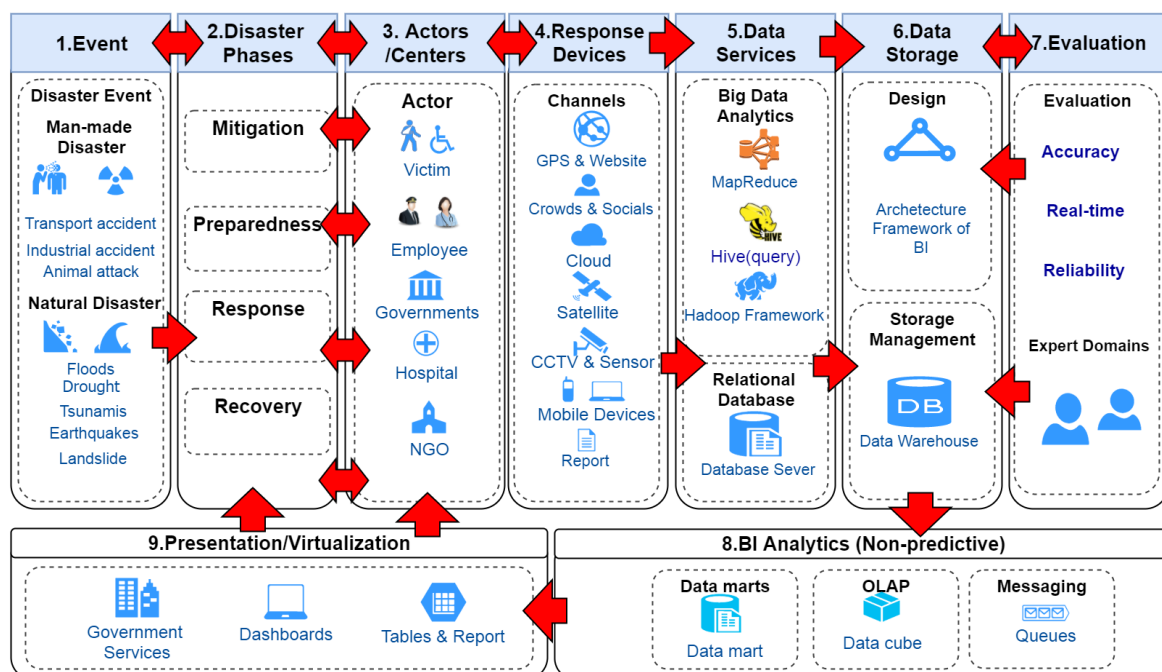 1.Event
2.Disaster
Phases
3. Actors
/Centers
4.Response
Devices
5.Data
Services
6.Data
Storage
7.Evaluation
Disaster Event
Man-made
Disaster
Transport accident
Industrial accident
Animal attack
Natural Disaster
Floods
Drought
Tsunamis
Earthquakes
Landslide
Mitigation
Preparedness
Response
Recovery
Actor
Victim
Employee
Governments
Hospital
NGO
Channels
GPS & Website
Crowds & Socials
Cloud
Satellite
CCTV & Sensor
Mobile Devices
Report
Big Data
Analytics
MapReduce
HIVE
Hive(query)
Hadoop Framework
Relational
Database
Database Sever
Design
Archetecture
Framework of
BI
Storage
Management
DB
Data Warehouse
Evaluation
Accuracy
Real-time
Reliability
Expert Domains
9.Presentation/Virtualization
Government
Services
Dashboards
Tables & Report
8.BI Analytics (Non-predictive)
Data marts
Data mart
OLAP
Data cube
Messaging
Queues